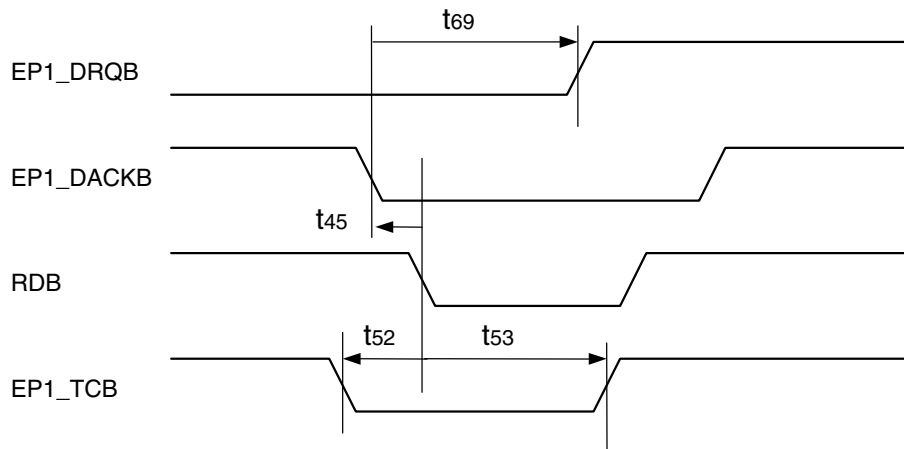 t69
EP1_DRQB
EP1_DACKB
t45
RDB
t52 t53
EP1_TCB